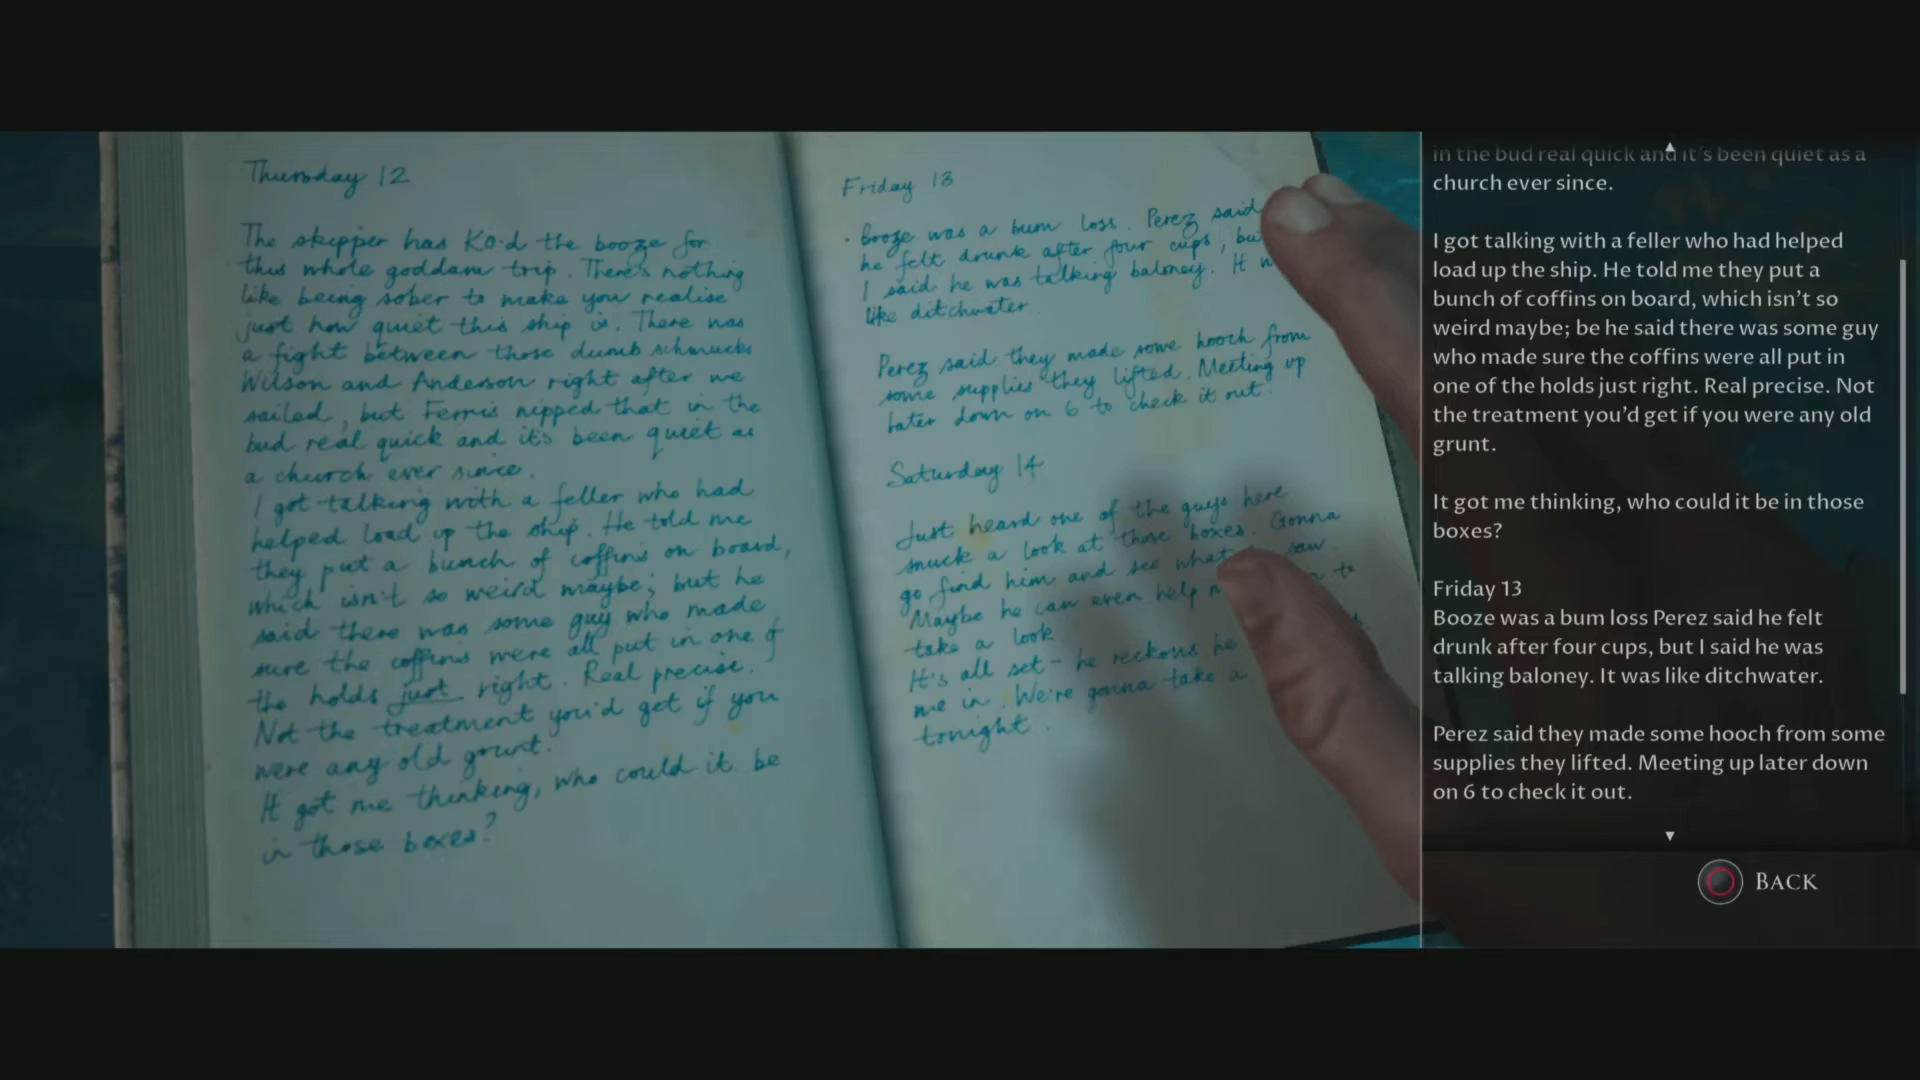 Thursday 12
The skipper has KO'd the booze for
this whole goddam trip. There's nothing
like being sober to make you realise
just how quiet this ship is. There was
a fight between those dumb schmucks
Wilson and Anderson right after we
sailed, but Ferris nipped that in the
bud real quick and it's been quiet as
a church ever since.
I got talking with a feller who had
helped load up the ship. He told me
they put a bunch of coffins on board,
which isn't so weird maybe; but he
said there was some guy who made
sure the coffins were all put in one of
the holds just right. Real precise.
Not the treatment you'd get if you
were any old grunt.
It got me thinking, who could it be
in those boxes?
Friday 13
Booze was a bum loss. Perez said
he felt drunk after four cups, bu
I said he was talking baloney. It
like ditchwater.
Perez said they made some hooch from
some supplies they lifted. Meeting up
later down on 6 to check it out.
Saturday 14
Just heard one of the guys here
snuck a look at those boxes. Gonna
go find him and see what saw.
Maybe he can even help to
take a look
It's all set - he reckons he
me in. We're gonna take a
tonight.
in the bud real quick and it's been quiet as a
church ever since.
I got talking with a feller who had helped
load up the ship. He told me they put a
bunch of coffins on board, which isn't so
weird maybe; be he said there was some guy
who made sure the coffins were all put in
one of the holds just right. Real precise. Not
the treatment you'd get if you were any old
grunt.
It got me thinking, who could it be in those
boxes?
Friday 13
Booze was a bum loss Perez said he felt
drunk after four cups, but I said he was
talking baloney. It was like ditchwater.
Perez said they made some hooch from some
supplies they lifted. Meeting up later down
on 6 to check it out.
BACK